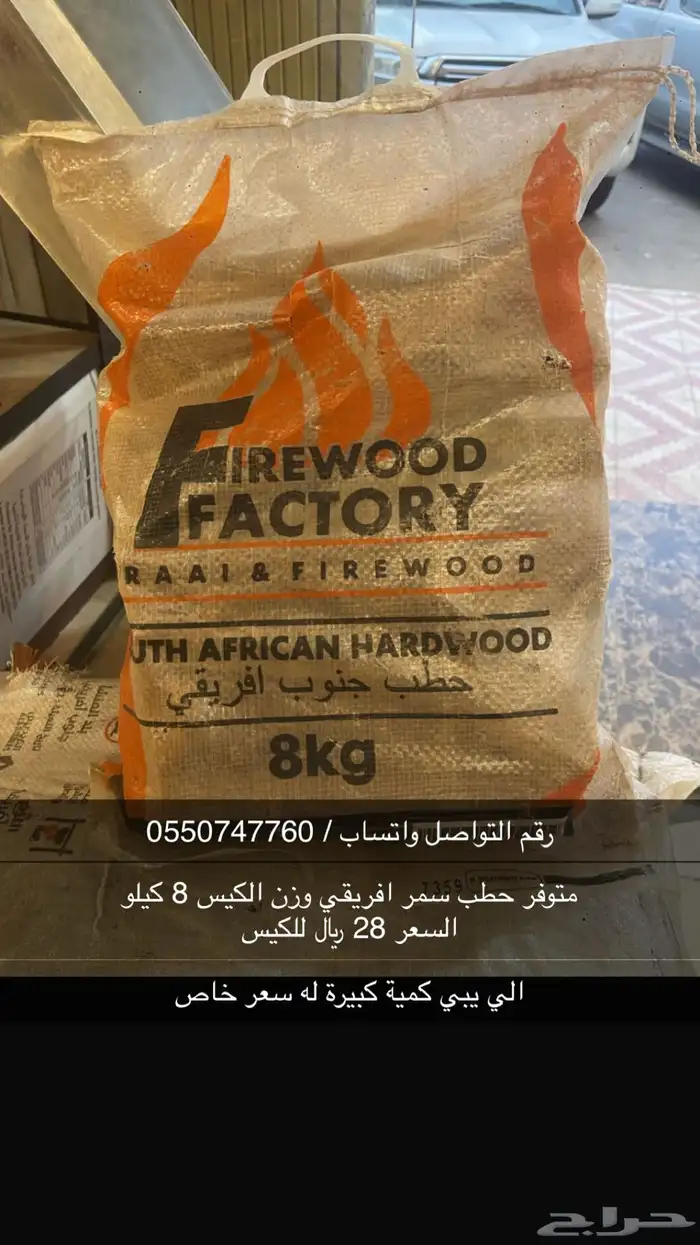 FIREWOOD
FACTORY
RAAI & FIREWOOD
UTH AFRICAN HARDWOOD
حطب جنوب افريقي
8kg
رقم التواصل واتساب / 0550747760
متوفر حطب سمر افريقي وزن الكيس 8 كيلو
السعر 28 ريال للكيس
الي يبي كمية كبيرة له سعر خاص
حراج